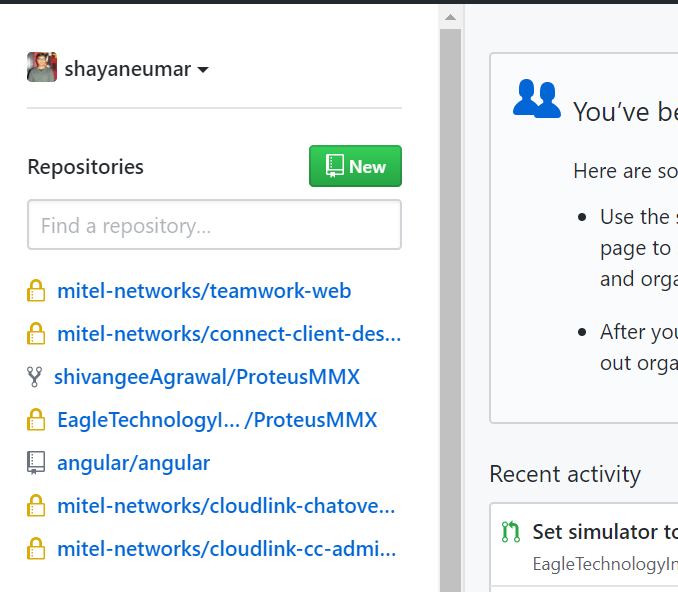 shayaneumar
Repositories
New
Find a repository...
mitel-networks/teamwork-web
mitel-networks/connect-client-des...
shivangeeAgrawal/ProteusMMX
EagleTechnologyI... /ProteusMMX
angular/angular
mitel-networks/cloudlink-chatove...
mitel-networks/cloudlink-cc-admi...
You've be
Here are so
Use the s
page to
and orga
After you
out orga
Recent activity
Set simulator to
EagleTechnologyIn